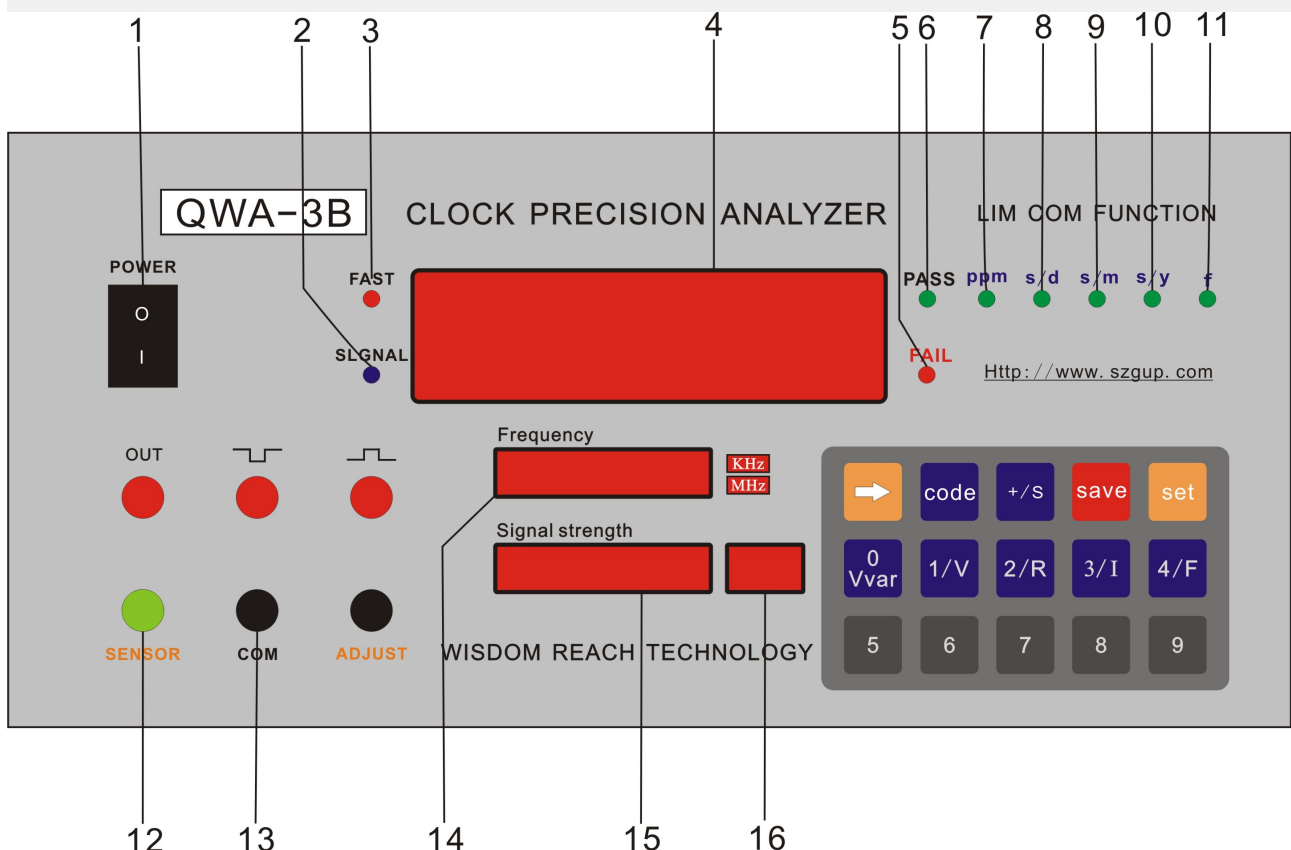 1 2 3 4 5 6 7 8 9 10 11
QWA-3B CLOCK PRECISION ANALYZER LIM COM FUNCTION
POWER FAST PASS ppm s/d s/m s/y f
O
I
SLGNAL FAIL
Http://www.szgup.com
Frequency
OUT KHz
MHz
code +/S save set
Signal strength
0
Vvar 1/V 2/R 3/I 4/F
SENSOR COM ADJUST WISDOM REACH TECHNOLOGY
5 6 7 8 9
12 13 14 15 16